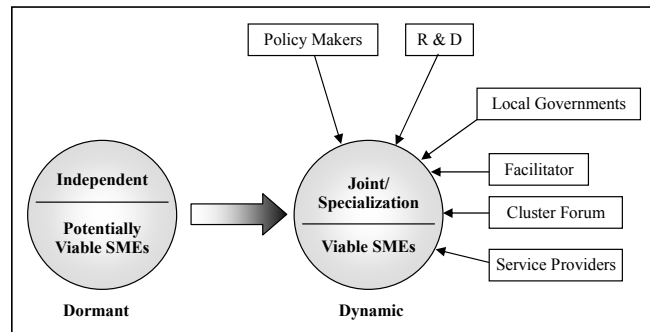 Policy Makers
R & D
Local Governments
Independent
Potentially
Viable SMEs
Joint/
Specialization
Viable SMEs
Facilitator
Cluster Forum
Service Providers
Dormant
Dynamic